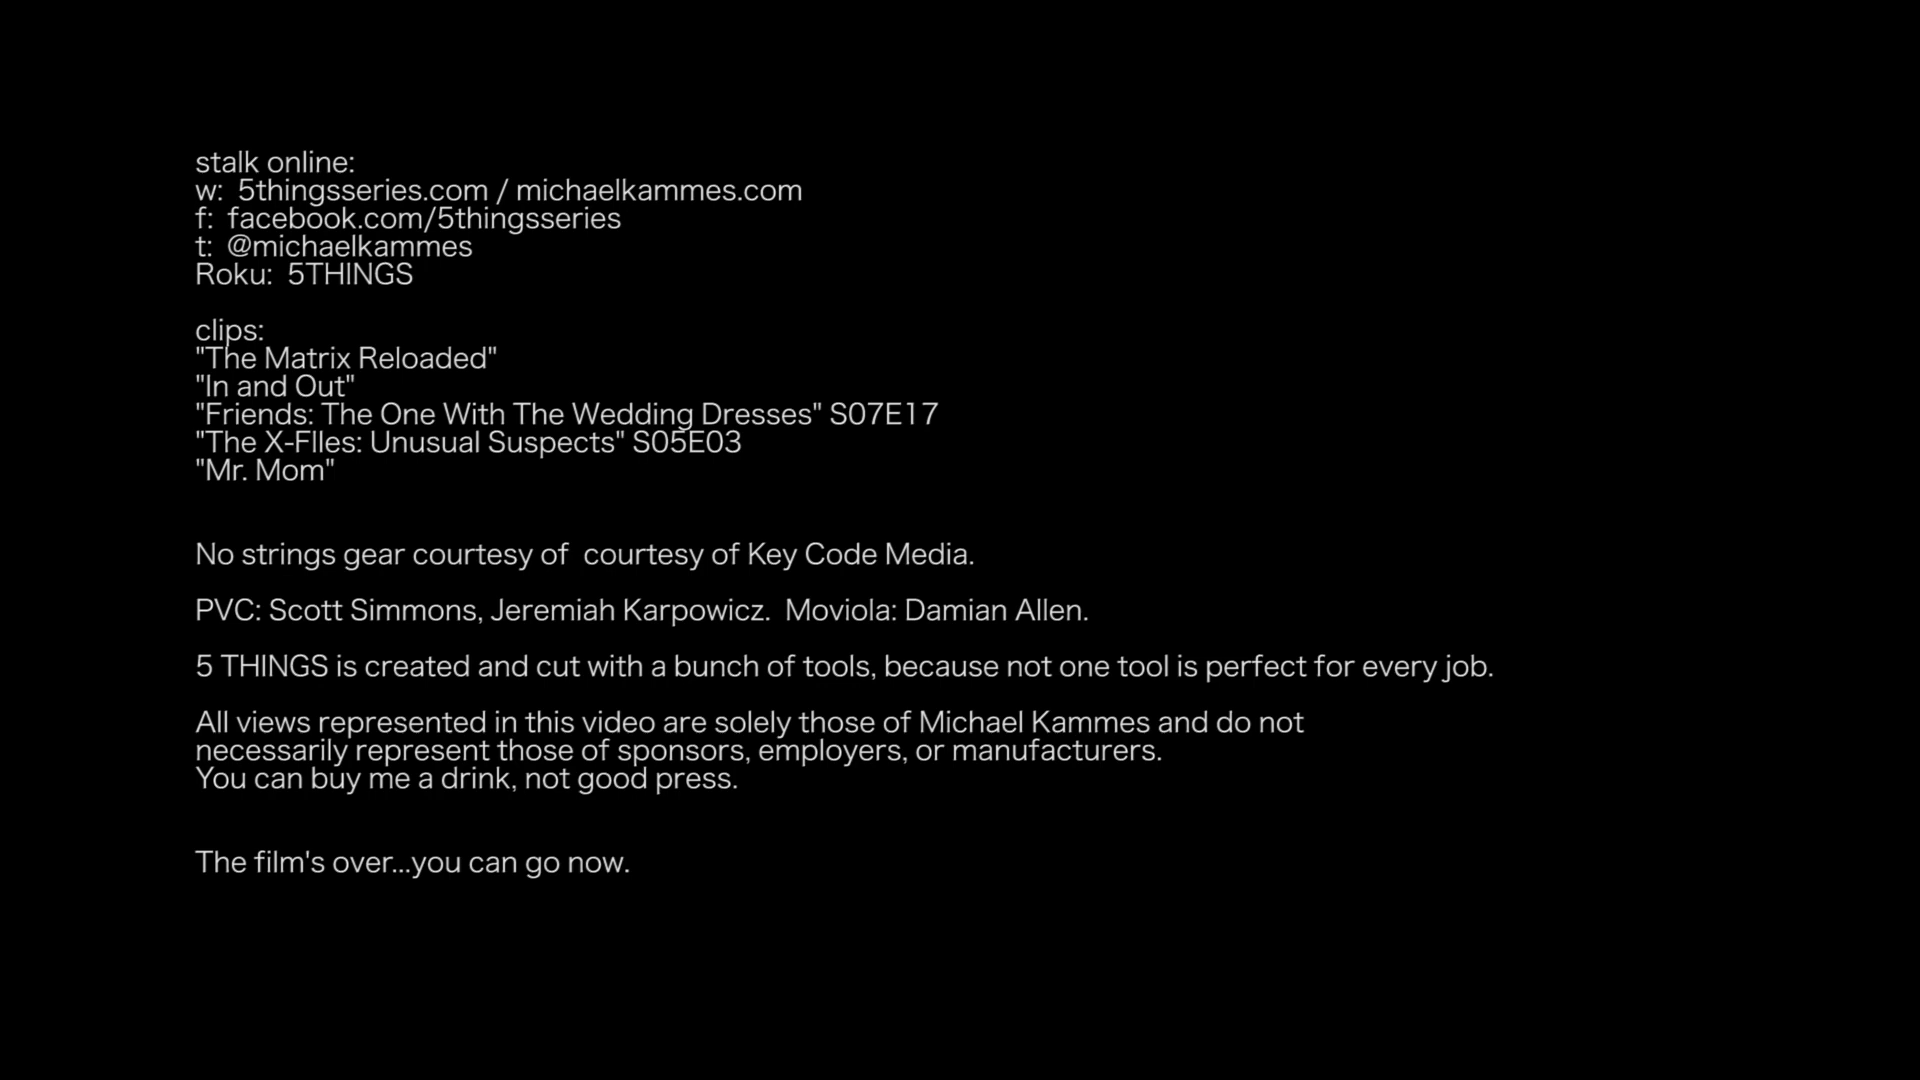 stalk online:
w:  5thingsseries.com / michaelkammes.com
f:  facebook.com/5thingsseries
t:  @michaelkammes
Roku:  5THINGS
clips:
"The Matrix Reloaded"
"In and Out"
"Friends: The One With The Wedding Dresses" S07E17
"The X-FIles: Unusual Suspects" S05E03
"Mr. Mom"
No strings gear courtesy of  courtesy of Key Code Media.
PVC: Scott Simmons, Jeremiah Karpowicz.  Moviola: Damian Allen.
5 THINGS is created and cut with a bunch of tools, because not one tool is perfect for every job.
All views represented in this video are solely those of Michael Kammes and do not
necessarily represent those of sponsors, employers, or manufacturers.
You can buy me a drink, not good press.
The film's over...you can go now.